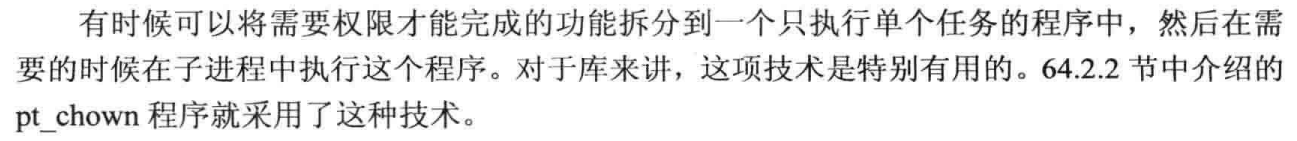 有时候可以将需要权限才能完成的功能拆分到一个只执行单个任务的程序中，然后在需
要的时候在子进程中执行这个程序。对于库来讲，这项技术是特别有用的。64.2.2 节中介绍的
pt_chown 程序就采用了这种技术。